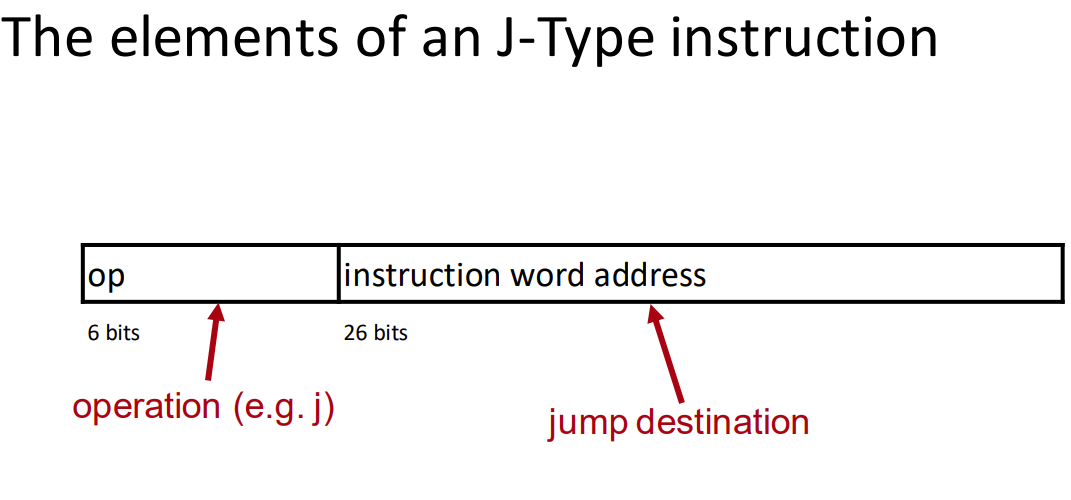 The elements of an J-Type instruction
op instruction word address
6 bits 26 bits
operation (e.g. j)
jump destination